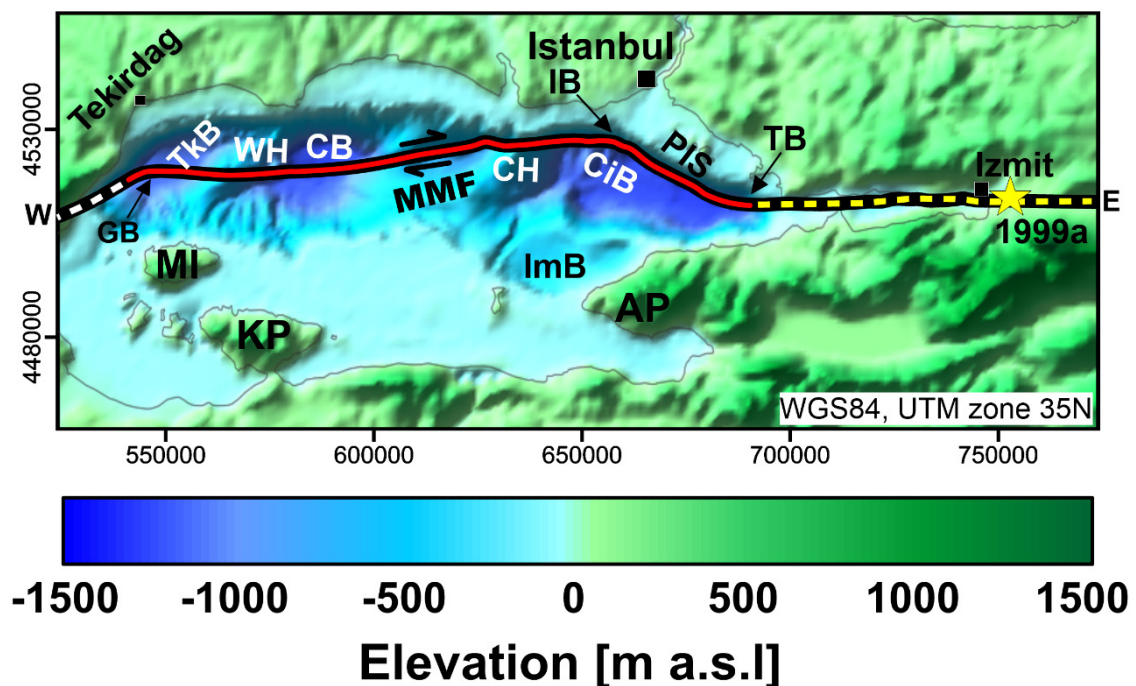 Istanbul
IB
Tekirdag
TkB
WH
CB
CH
CiB
PIS
TB
Izmit
4530000
W
E
GB
MMF
1999a
MI
ImB
AP
KP
4480000
WGS84, UTM zone 35N
550000 600000 650000 700000 750000
-1500 -1000 -500 0 500 1000 1500
Elevation [m a.s.l]